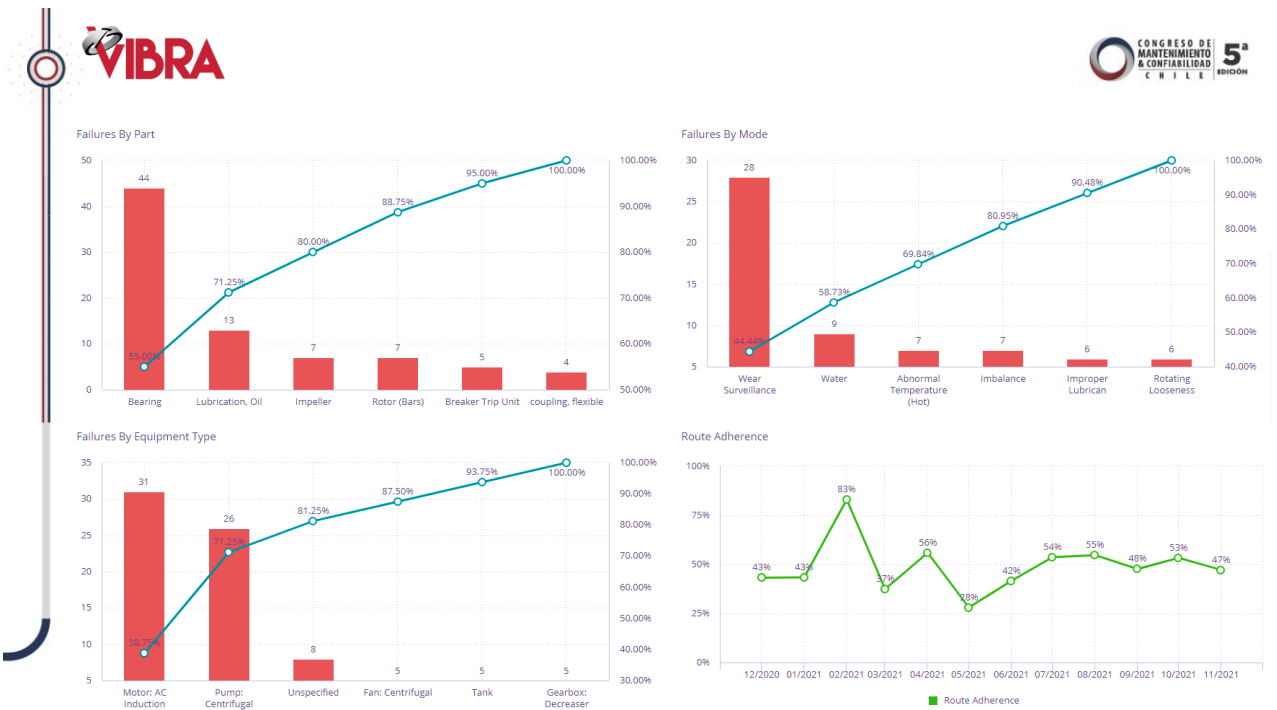 VIBRA
CONGRESO DE
MANTENIMIENTO
& CONFIABILIDAD
CHILE
5ª
EDICIÓN
Failures By Part
50
40
30
20
10
0
100.00%
90.00%
80.00%
70.00%
60.00%
50.00%
44
13
7
7
5
4
55.00%
71.25%
80.00%
88.75%
95.00%
100.00%
Bearing
Lubrication, Oil
Impeller
Rotor (Bars)
Breaker Trip Unit
coupling, flexible
Failures By Mode
30
25
20
15
10
5
100.00%
90.00%
80.00%
70.00%
60.00%
50.00%
40.00%
28
9
7
7
6
6
44.44%
58.73%
69.84%
80.95%
90.48%
100.00%
Wear
Surveillance
Water
Abnormal
Temperature
(Hot)
Imbalance
Improper
Lubrican
Rotating
Looseness
Failures By Equipment Type
35
30
25
20
15
10
5
100.00%
90.00%
80.00%
70.00%
60.00%
50.00%
40.00%
30.00%
31
26
8
5
5
5
38.75%
71.25%
81.25%
87.50%
93.75%
100.00%
Motor: AC
Induction
Pump:
Centrifugal
Unspecified
Fan: Centrifugal
Tank
Gearbox:
Decreaser
Route Adherence
100%
75%
50%
25%
0%
43%
43%
83%
37%
56%
28%
42%
54%
55%
48%
53%
47%
12/2020
01/2021
02/2021
03/2021
04/2021
05/2021
06/2021
07/2021
08/2021
09/2021
10/2021
11/2021
Route Adherence